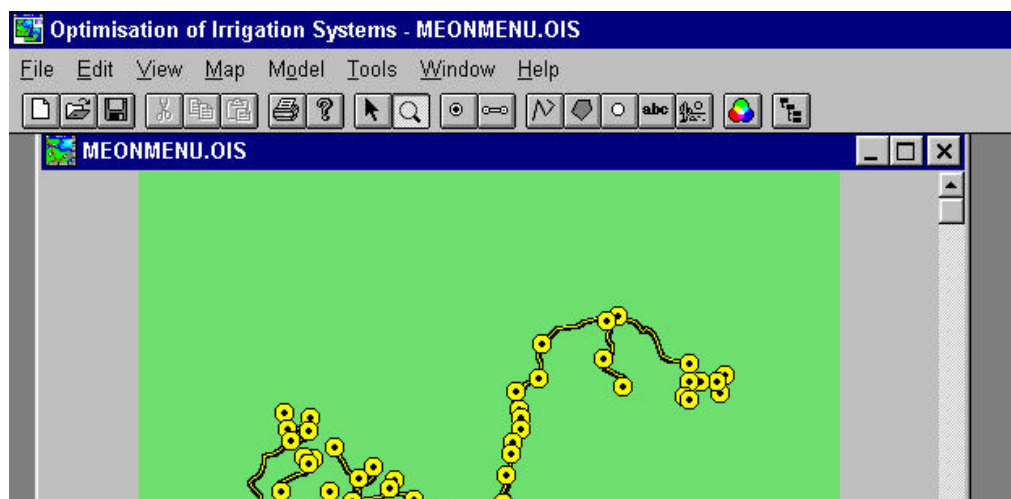 Optimisation of Irrigation Systems - MEONMENU.OIS
File Edit View Map Model Tools Window Help
abc
MEONMENU.OIS